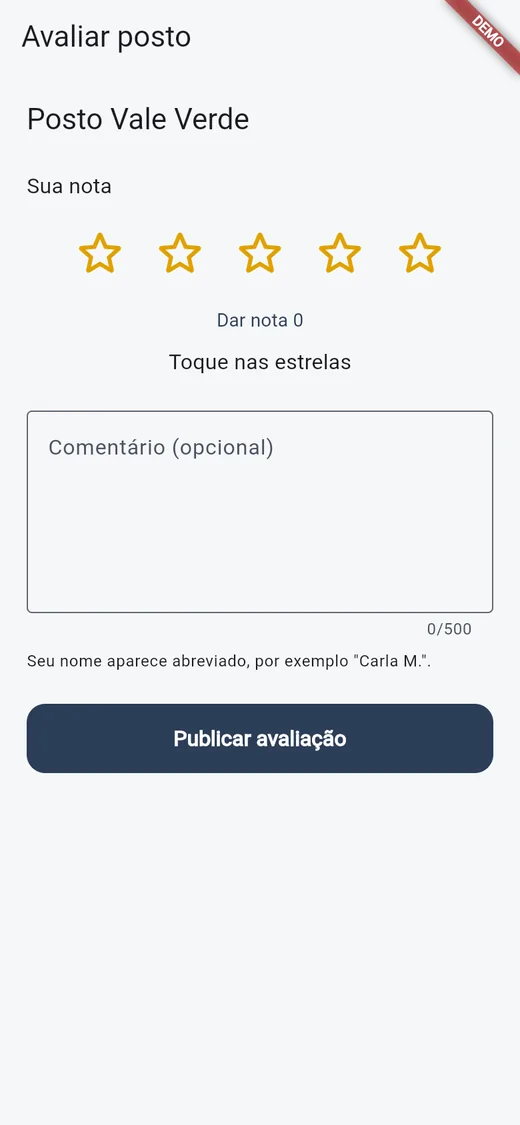 Avaliar posto
DEMO
Posto Vale Verde
Sua nota
Dar nota 0
Toque nas estrelas
Comentário (opcional)
0/500
Seu nome aparece abreviado, por exemplo "Carla M.".
Publicar avaliação